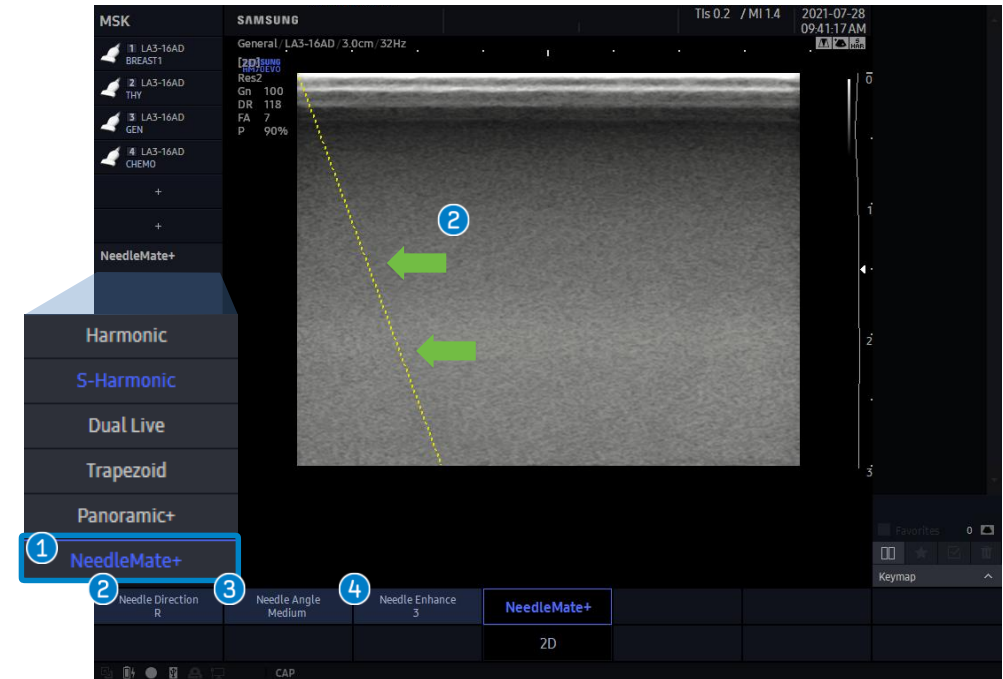 MSK
SAMSUNG
TIs 0.2 / MI 1.4
2021-07-28
09:41:17 AM
1 LA3-16AD
BREAST1
2 LA3-16AD
THY
3 LA3-16AD
GEN
4 LA3-16AD
CHEMO
+
+
NeedleMate+
General / LA3-16AD / 3.0cm / 32Hz
[2D]
Res2
Gn 100
DR 118
FA 7
P 90%
0
1
2
3
2
Harmonic
S-Harmonic
Dual Live
Trapezoid
Panoramic+
1 NeedleMate+
2 Needle Direction
R
3 Needle Angle
Medium
4 Needle Enhance
3
NeedleMate+
2D
Favorites 0
Keymap
CAP